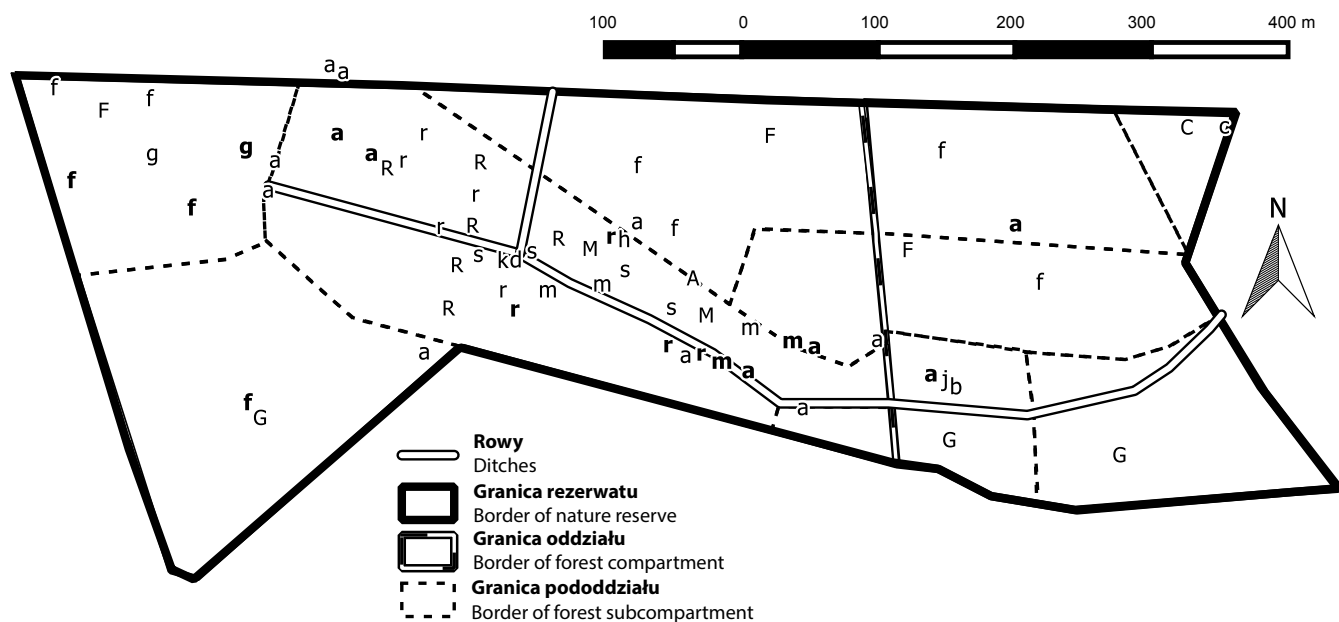 100 0 100 200 300 400 m
a
a
f
f
F
F
C
c
a
r
g
g
a
a
R
r
R
f
f
N
f
a
r
f
R
r
R
M
r
h
a
f
a
F
s
k
d
s
R
s
A
f
r
m
m
R
r
s
M
m
r
a
r
m
a
m
a
a
a
j
b
a
f
G
a
G
G
Rowy
Ditches
Granica rezerwatu
Border of nature reserve
Granica oddziału
Border of forest compartment
Granica pododdziału
Border of forest subcompartment